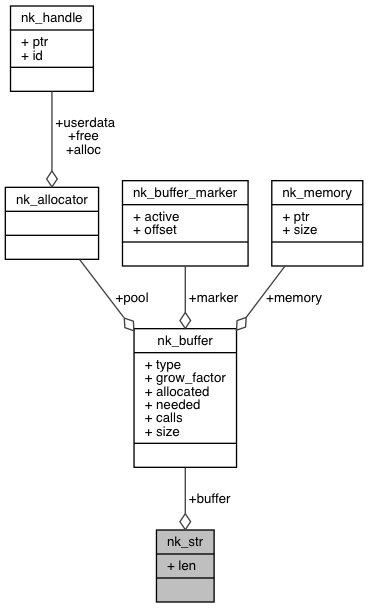 nk_handle
+ ptr
+ id
+userdata
+free
+alloc
nk_allocator
nk_buffer_marker
+ active
+ offset
nk_memory
+ ptr
+ size
+pool
+marker
+memory
nk_buffer
+ type
+ grow_factor
+ allocated
+ needed
+ calls
+ size
+buffer
nk_str
+ len